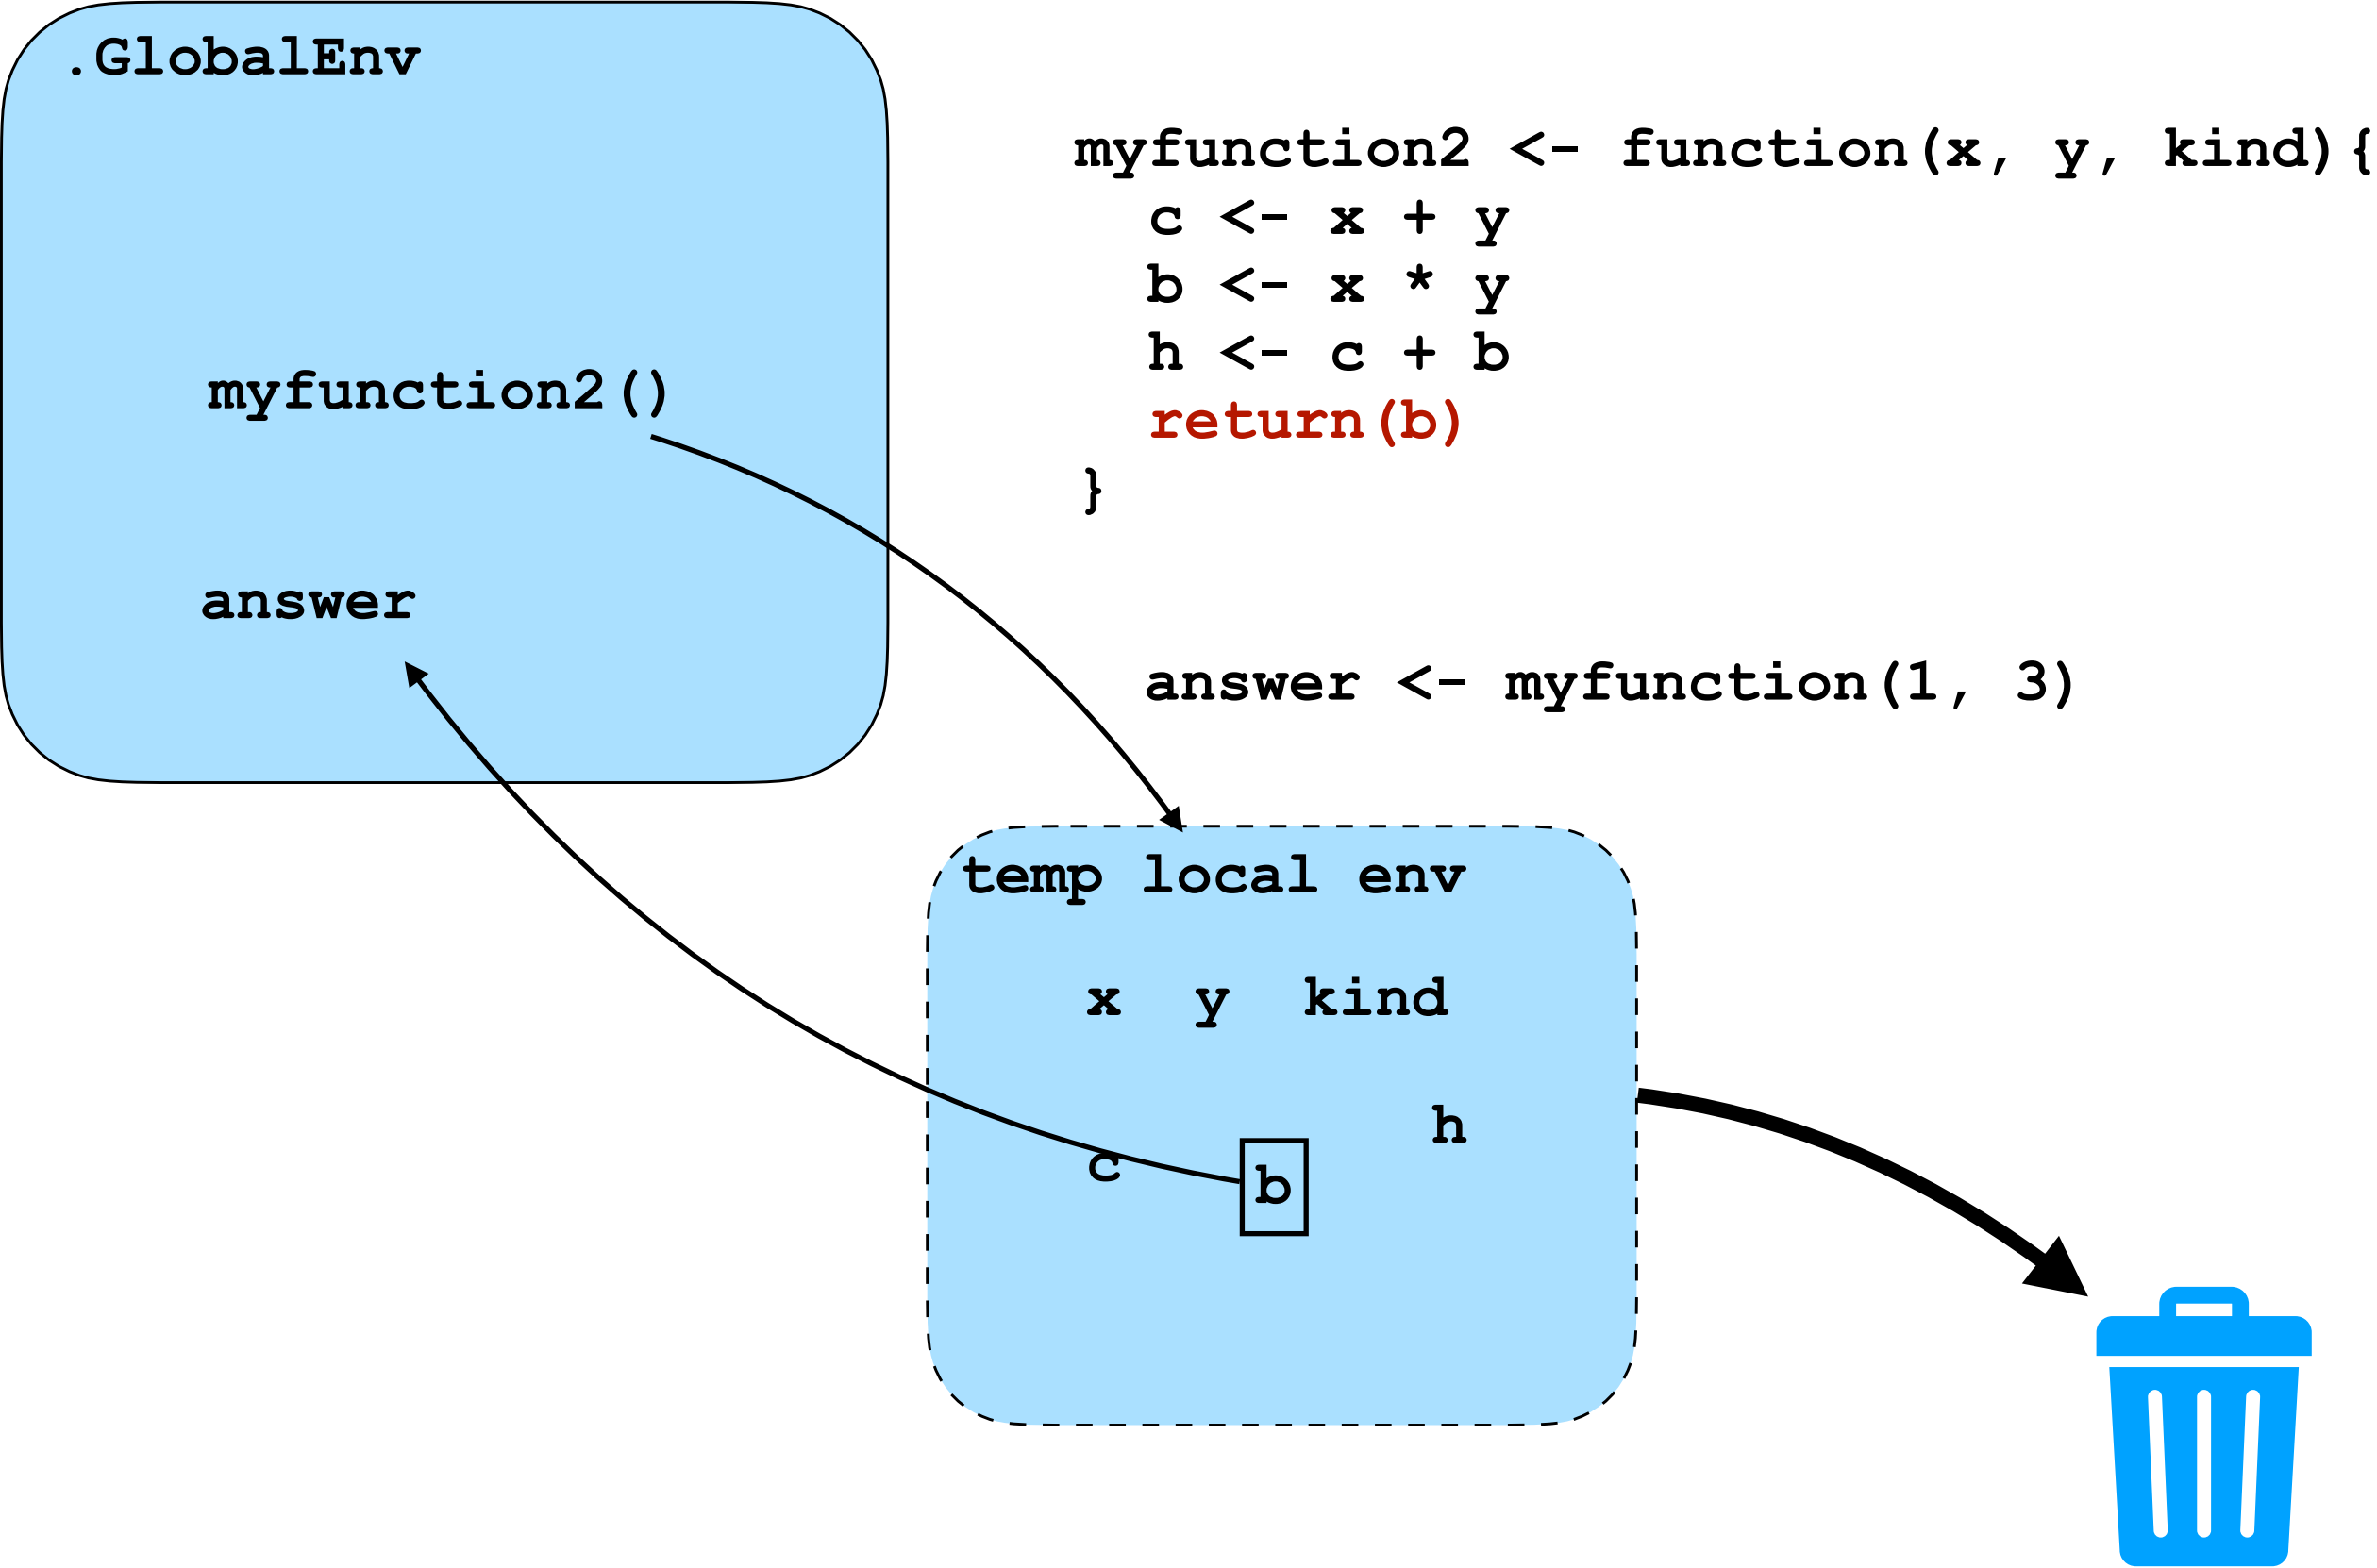 .GlobalEnv
myfunction2()
answer
myfunction2 <- function(x, y, kind){
c <- x + y
b <- x * y
h <- c + b
return(b)
}
answer <- myfunction(1, 3)
temp local env
x y kind
h
c b